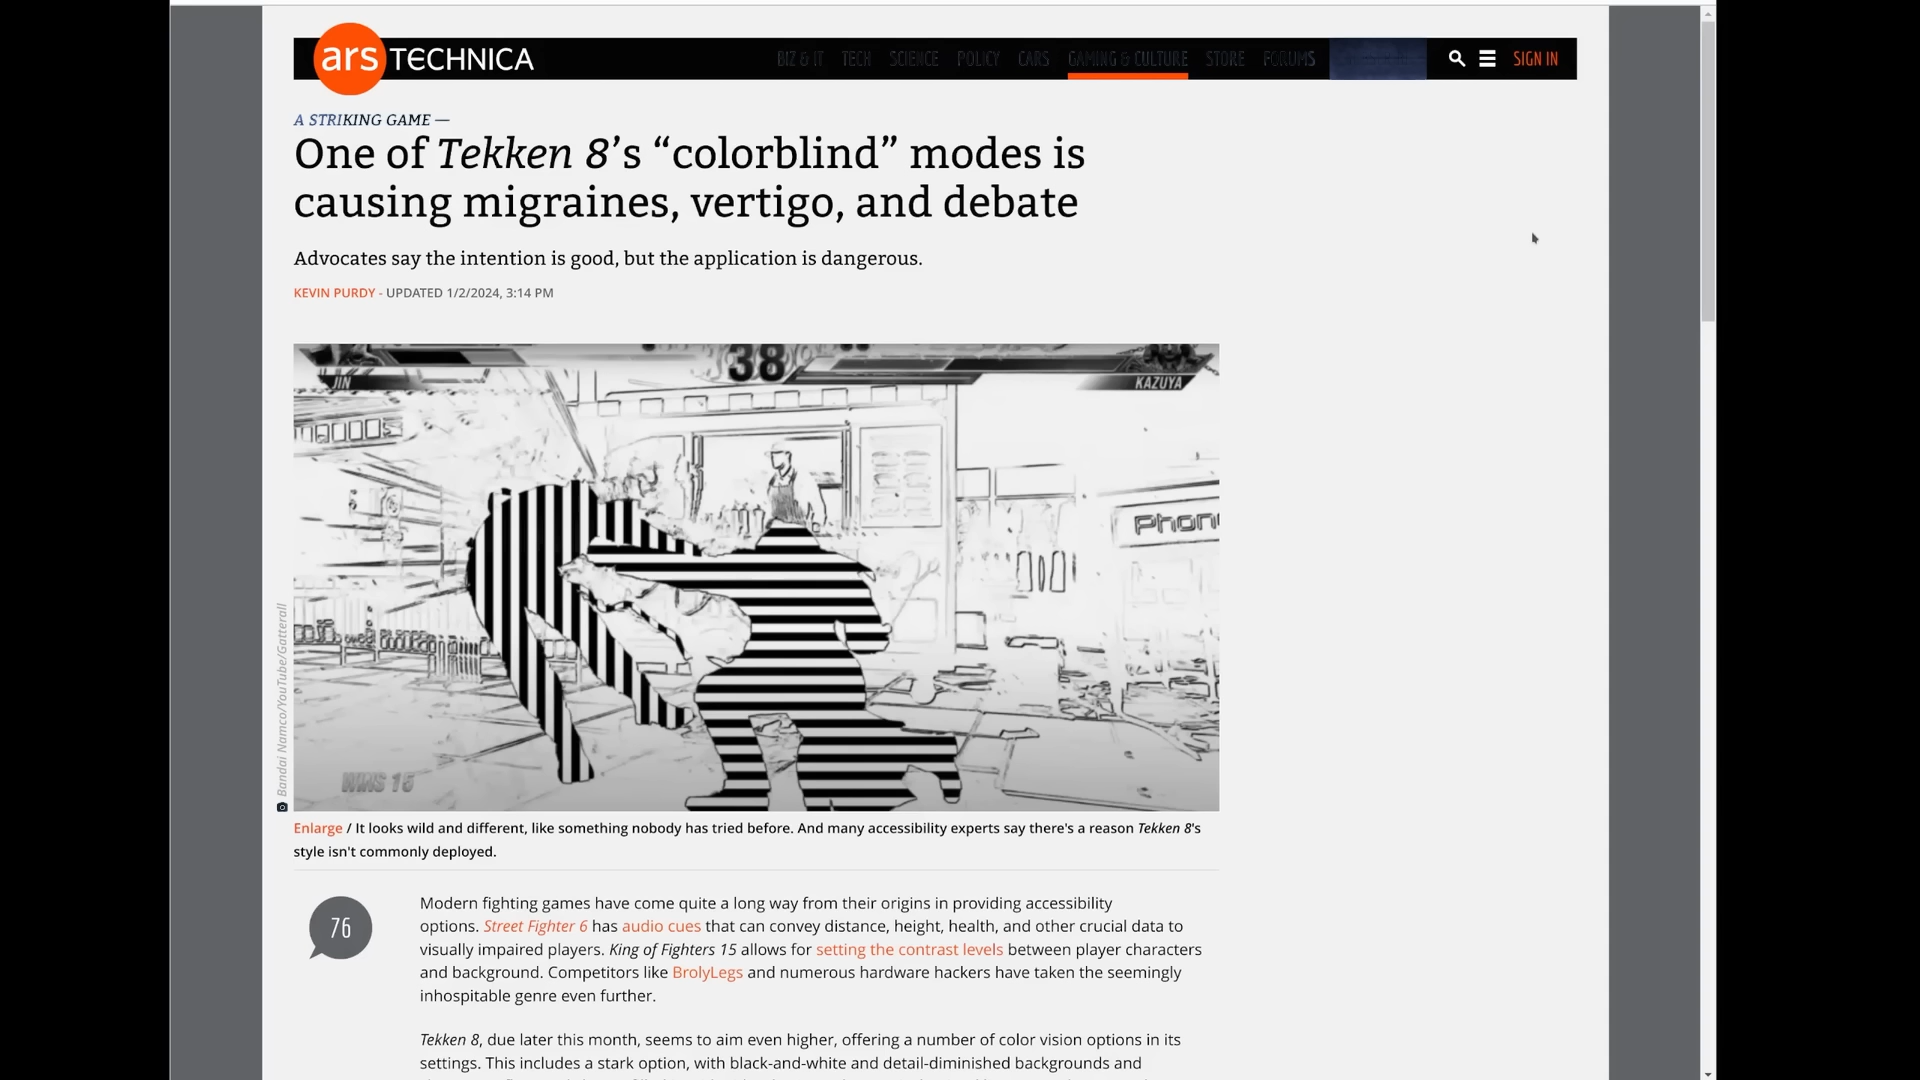 ars TECHNICA
BIZ & IT TECH SCIENCE POLICY CARS GAMING & CULTURE STORE FORUMS SIGN IN
A STRIKING GAME —
One of Tekken 8’s “colorblind” modes is
causing migraines, vertigo, and debate
Advocates say the intention is good, but the application is dangerous.
KEVIN PURDY - UPDATED 1/2/2024, 3:14 PM
38
JIN
KAZUYA
Phon
WINS 15
Bandai Namco/YouTube/Gatterall
Enlarge / It looks wild and different, like something nobody has tried before. And many accessibility experts say there's a reason Tekken 8's
style isn't commonly deployed.
76
Modern fighting games have come quite a long way from their origins in providing accessibility
options. Street Fighter 6 has audio cues that can convey distance, height, health, and other crucial data to
visually impaired players. King of Fighters 15 allows for setting the contrast levels between player characters
and background. Competitors like BrolyLegs and numerous hardware hackers have taken the seemingly
inhospitable genre even further.
Tekken 8, due later this month, seems to aim even higher, offering a number of color vision options in its
settings. This includes a stark option, with black-and-white and detail-diminished backgrounds and